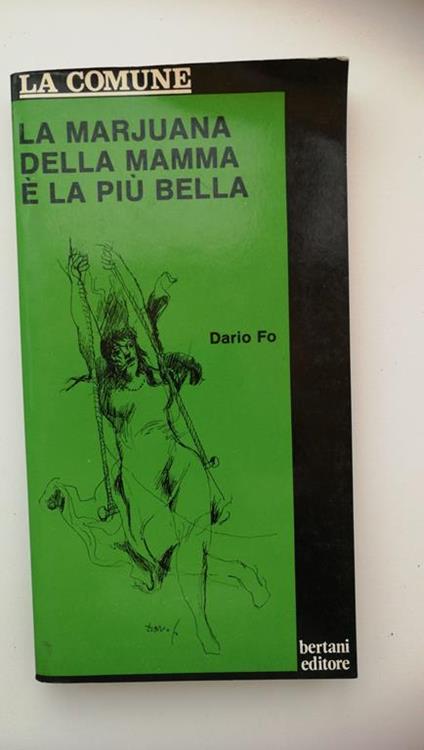 LA COMUNE
LA MARJUANA
DELLA MAMMA
È LA PIÙ BELLA
Dario Fo
bertani
editore